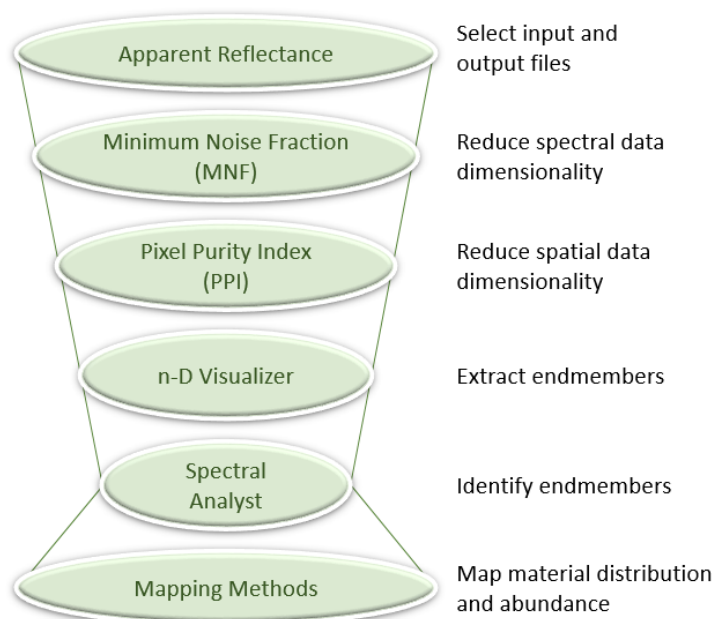 Apparent Reflectance
Select input and
output files
Minimum Noise Fraction
(MNF)
Reduce spectral data
dimensionality
Pixel Purity Index
(PPI)
Reduce spatial data
dimensionality
n-D Visualizer
Extract endmembers
Spectral
Analyst
Identify endmembers
Mapping Methods
Map material distribution
and abundance